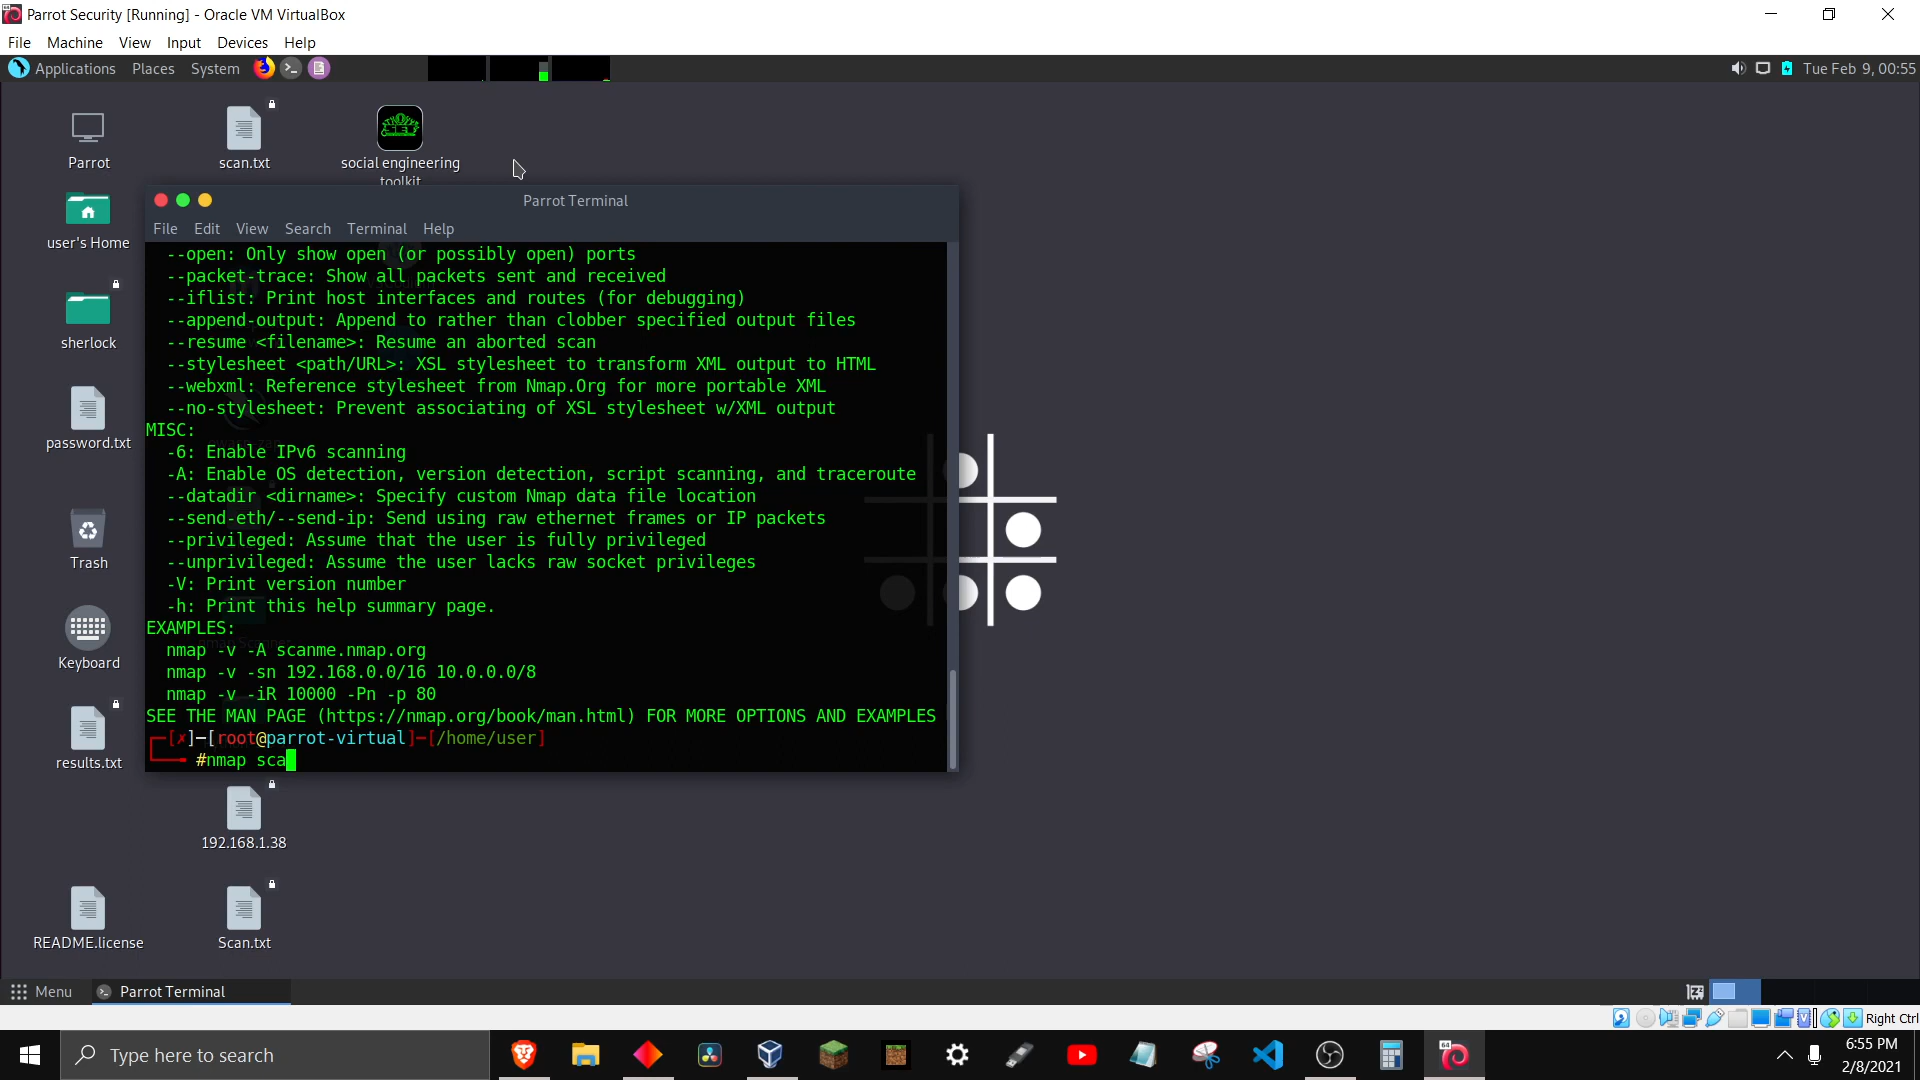 Parrot Security [Running] - Oracle VM VirtualBox
File Machine View Input Devices Help
Applications Places System
Tue Feb 9, 00:55
Parrot
scan.txt
social engineering
toolkit
user's Home
sherlock
password.txt
Trash
Keyboard
results.txt
192.168.1.38
README.license
Scan.txt
Parrot Terminal
File Edit View Search Terminal Help
--open: Only show open (or possibly open) ports
--packet-trace: Show all packets sent and received
--iflist: Print host interfaces and routes (for debugging)
--append-output: Append to rather than clobber specified output files
--resume <filename>: Resume an aborted scan
--stylesheet <path/URL>: XSL stylesheet to transform XML output to HTML
--webxml: Reference stylesheet from Nmap.Org for more portable XML
--no-stylesheet: Prevent associating of XSL stylesheet w/XML output
MISC:
-6: Enable IPv6 scanning
-A: Enable OS detection, version detection, script scanning, and traceroute
--datadir <dirname>: Specify custom Nmap data file location
--send-eth/--send-ip: Send using raw ethernet frames or IP packets
--privileged: Assume that the user is fully privileged
--unprivileged: Assume the user lacks raw socket privileges
-V: Print version number
-h: Print this help summary page.
EXAMPLES:
nmap -v -A scanme.nmap.org
nmap -v -sn 192.168.0.0/16 10.0.0.0/8
nmap -v -iR 10000 -Pn -p 80
SEE THE MAN PAGE (https://nmap.org/book/man.html) FOR MORE OPTIONS AND EXAMPLES
┌─[✗]─[root@parrot-virtual]─[/home/user]
└──╼ #nmap sca
Menu Parrot Terminal
Right Ctrl
Type here to search
6:55 PM
2/8/2021